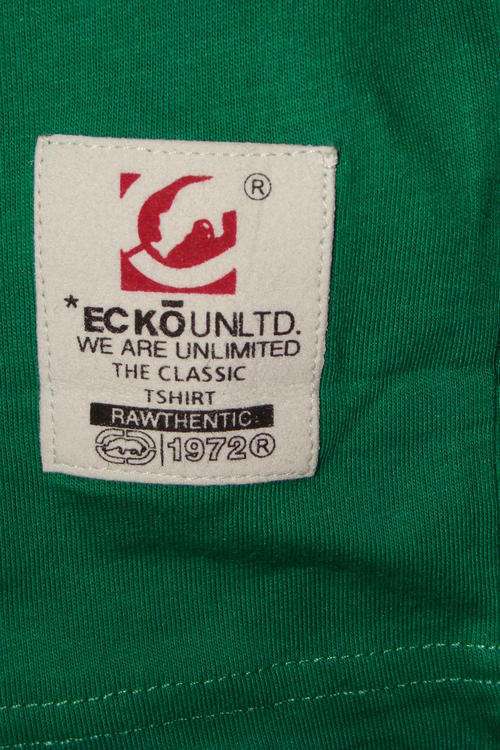 ®
*ECKŌUNLTD.
WE ARE UNLIMITED
THE CLASSIC
TSHIRT
RAWTHENTIC
|1972®